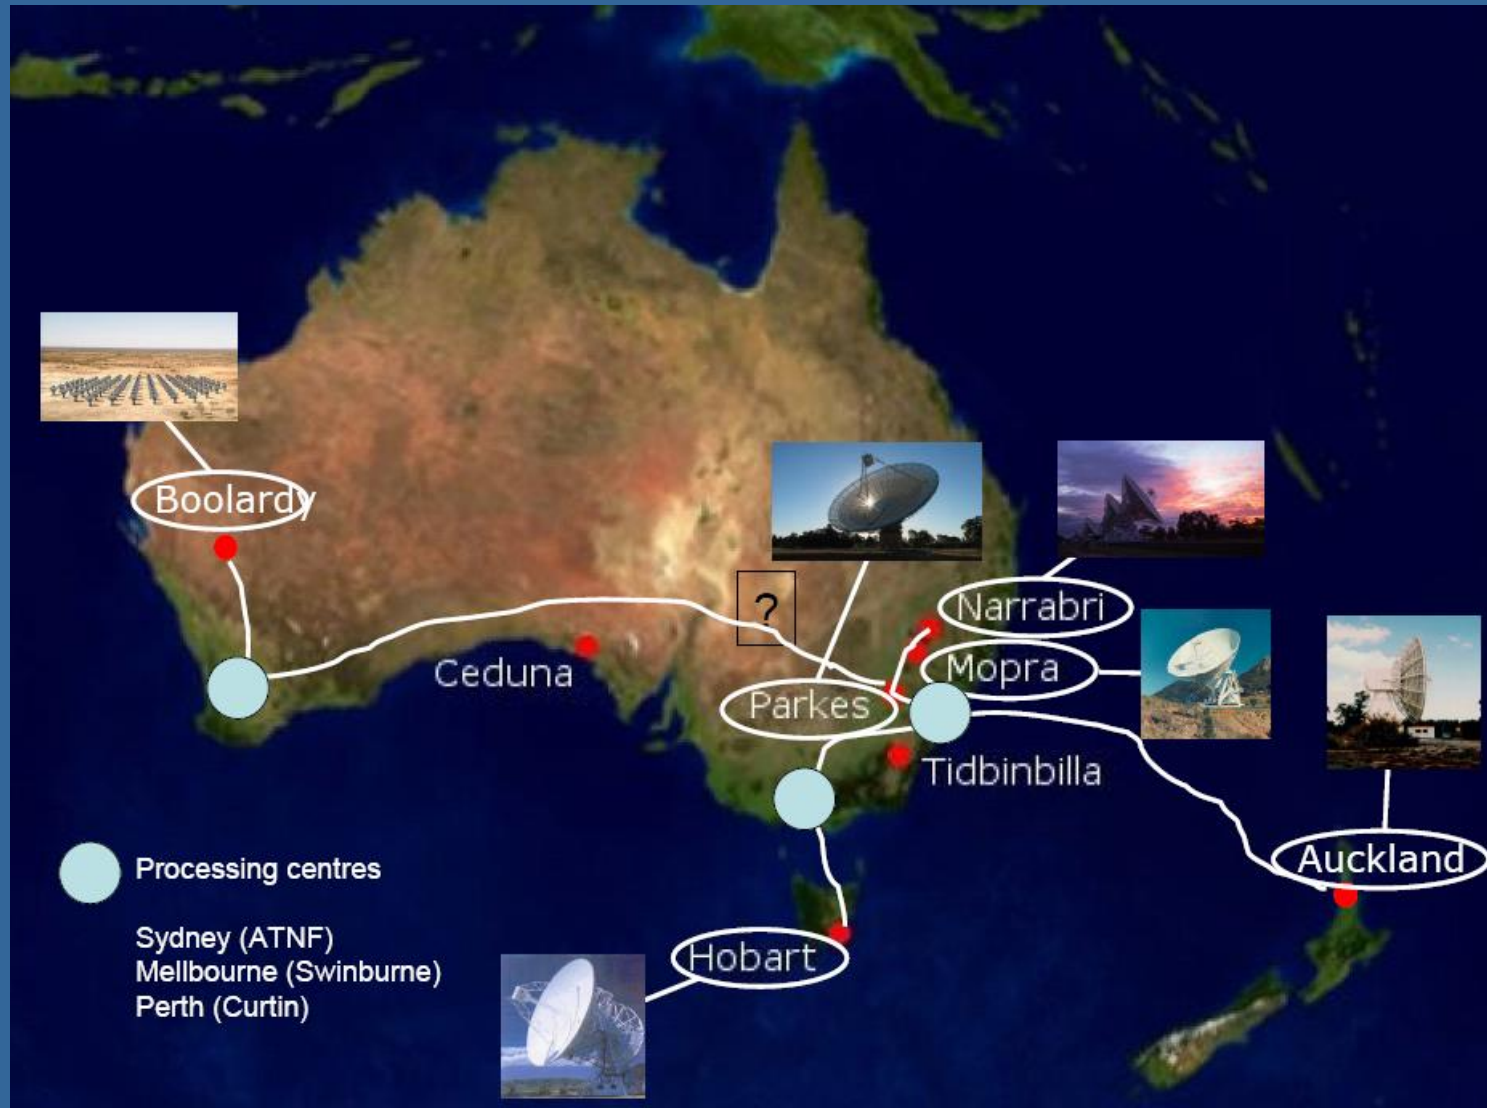 Boolardy
?
Narrabri
Ceduna
Mopra
Parkes
Tidbinbilla
Auckland
Hobart
Processing centres
Sydney (ATNF)
Mellbourne (Swinburne)
Perth (Curtin)